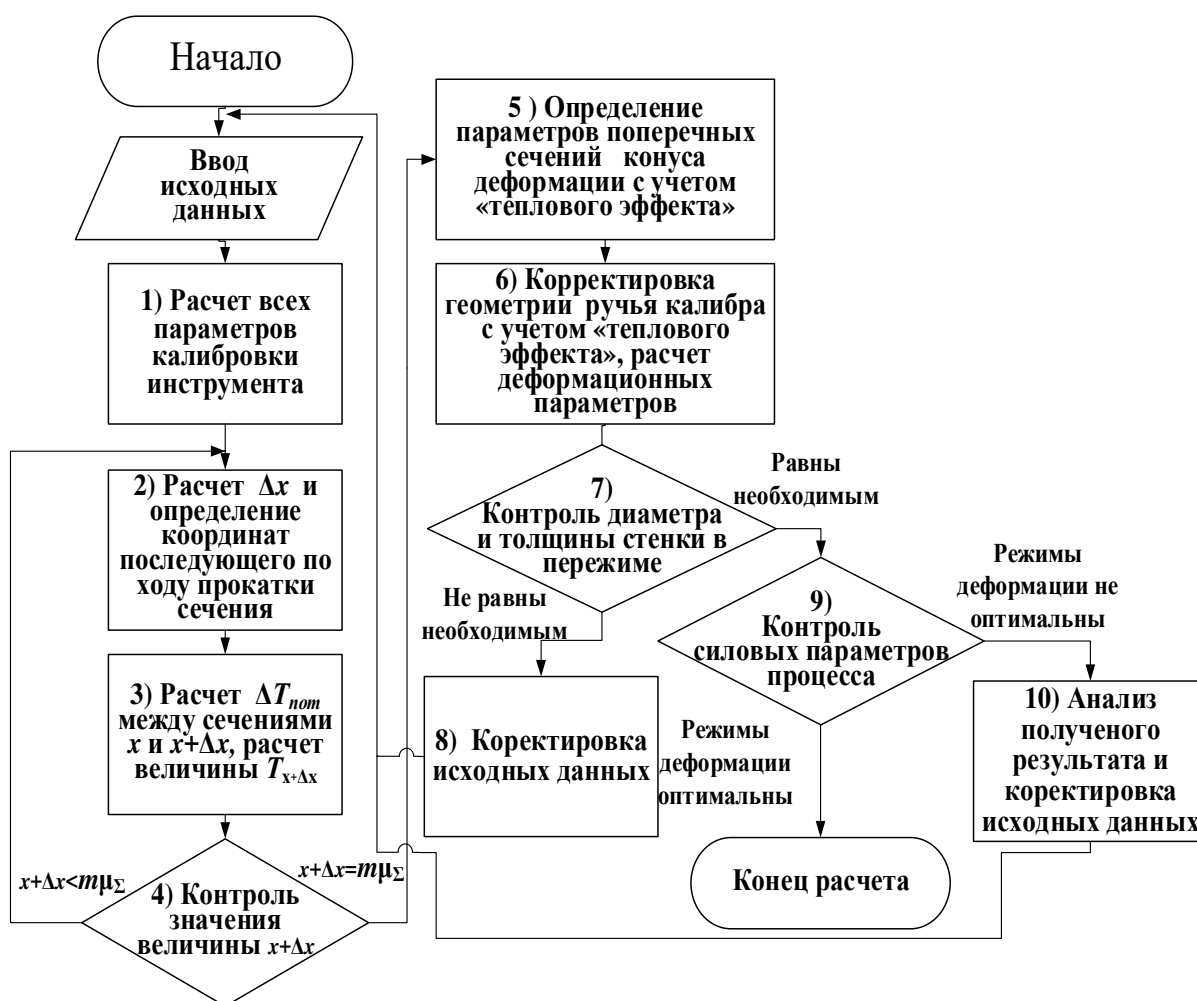 Начало
Ввод
исходных
данных
1) Расчет всех
параметров
калибровки
инструмента
2) Расчет Δx и
определение
координат
последующего по
ходу прокатки
сечения
3) Расчет ΔTпот
между сечениями
x и x+Δx, расчет
величины Tx+Δx
x+Δx<mμΣ
x+Δx=mμΣ
4) Контроль
значения
величины x+Δx
5 ) Определение
параметров поперечных
сечений конуса
деформации с учетом
«теплового эффекта»
6) Корректировка
геометрии ручья калибра
с учетом «теплового
эффекта», расчет
деформационных
параметров
7)
Контроль диаметра
и толщины стенки в
пережиме
Равны
необходимым
Не равны
необходимым
8) Коректировка
исходных данных
9)
Контроль
силовых параметров
процесса
Режимы
деформации не
оптимальны
Режимы
деформации
оптимальны
10) Анализ
полученого
результата и
коректировка
исходных данных
Конец расчета